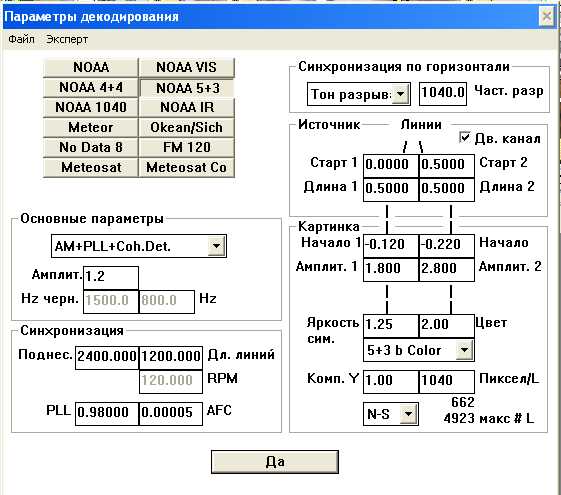 Параметры декодирования
Файл Эксперт
NOAA NOAA VIS
NOAA 4+4 NOAA 5+3
NOAA 1040 NOAA IR
Meteor Okean/Sich
No Data 8 FM 120
Meteosat Meteosat Co
Основные параметры
AM+PLL+Coh.Det.
Амплит. 1.2
Hz черн. 1500.0 800.0 Hz
Синхронизация
Поднес. 2400.000 1200.000 Дл. линий
120.000 RPM
PLL 0.98000 0.00005 AFC
Синхронизация по горизонтали
Тон разрыв: 1040.0 Част. разр
Источник Линии
Дв. канал
Старт 1 0.0000 0.5000 Старт 2
Длина 1 0.5000 0.5000 Длина 2
Картинка
Начало 1 -0.120 -0.220 Начало
Амплит. 1 1.800 2.800 Амплит. 2
Яркость 1.25 2.00 Цвет
сим.
5+3 b Color
Комп. Y 1.00 1040 Пиксел/L
662
N-S 4923 макс # L
Да